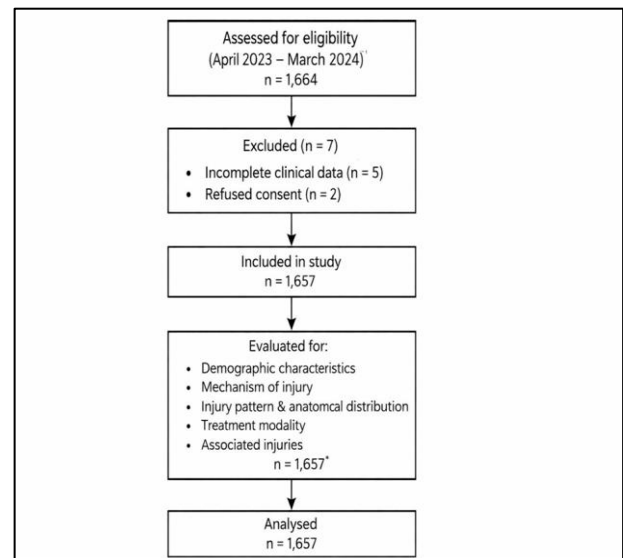 Assessed for eligibility
(April 2023 – March 2024)
n = 1,664
Excluded (n = 7)
• Incomplete clinical data (n = 5)
• Refused consent (n = 2)
Included in study
n = 1,657
Evaluated for:
• Demographic characteristics
• Mechanism of injury
• Injury pattern & anatomcal distribution
• Treatment modality
• Associated injuries
n = 1,657*
Analysed
n = 1,657